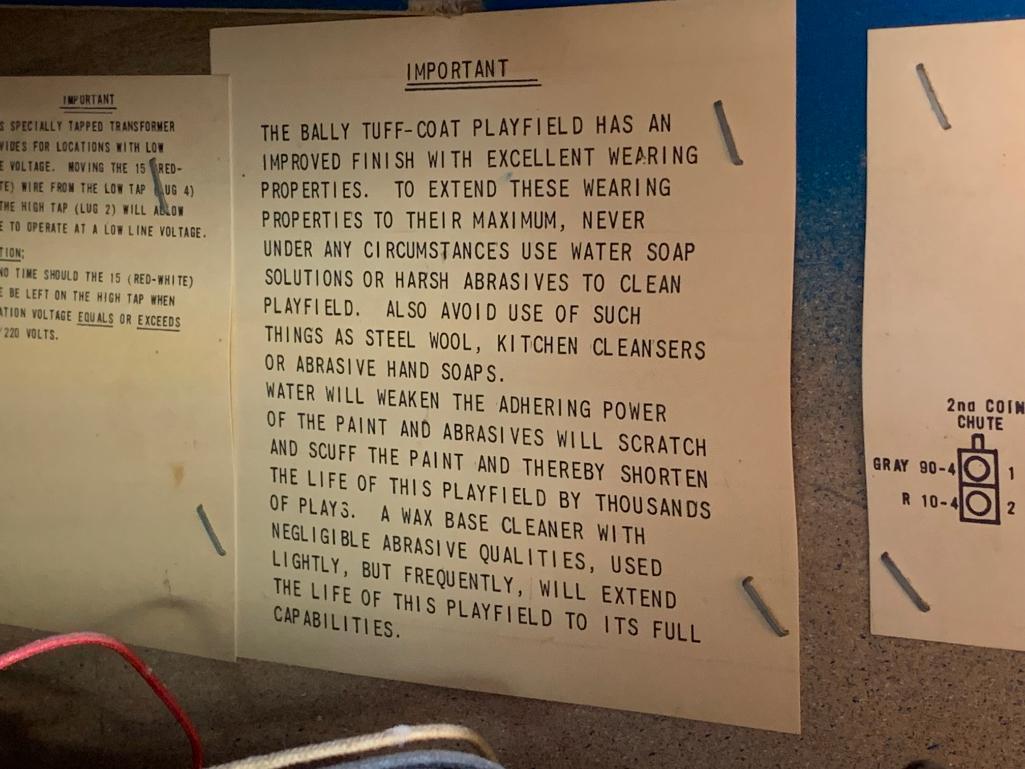 IMPORTANT
S SPECIALLY TAPPED TRANSFORMER
VIDES FOR LOCATIONS WITH LOW
E VOLTAGE. MOVING THE 15 (RED-
TE) WIRE FROM THE LOW TAP (LUG 4)
THE HIGH TAP (LUG 2) WILL ALLOW
E TO OPERATE AT A LOW LINE VOLTAGE.
TION;
NO TIME SHOULD THE 15 (RED-WHITE)
E BE LEFT ON THE HIGH TAP WHEN
ATION VOLTAGE EQUALS OR EXCEEDS
220 VOLTS.
IMPORTANT
THE BALLY TUFF-COAT PLAYFIELD HAS AN
IMPROVED FINISH WITH EXCELLENT WEARING
PROPERTIES. TO EXTEND THESE WEARING
PROPERTIES TO THEIR MAXIMUM, NEVER
UNDER ANY CIRCUMSTANCES USE WATER SOAP
SOLUTIONS OR HARSH ABRASIVES TO CLEAN
PLAYFIELD. ALSO AVOID USE OF SUCH
THINGS AS STEEL WOOL, KITCHEN CLEANSERS
OR ABRASIVE HAND SOAPS.
WATER WILL WEAKEN THE ADHERING POWER
OF THE PAINT AND ABRASIVES WILL SCRATCH
AND SCUFF THE PAINT AND THEREBY SHORTEN
THE LIFE OF THIS PLAYFIELD BY THOUSANDS
OF PLAYS. A WAX BASE CLEANER WITH
NEGLIGIBLE ABRASIVE QUALITIES, USED
LIGHTLY, BUT FREQUENTLY, WILL EXTEND
THE LIFE OF THIS PLAYFIELD TO ITS FULL
CAPABILITIES.
2nd COIN
CHUTE
GRAY 90-4 1
R 10-4 2